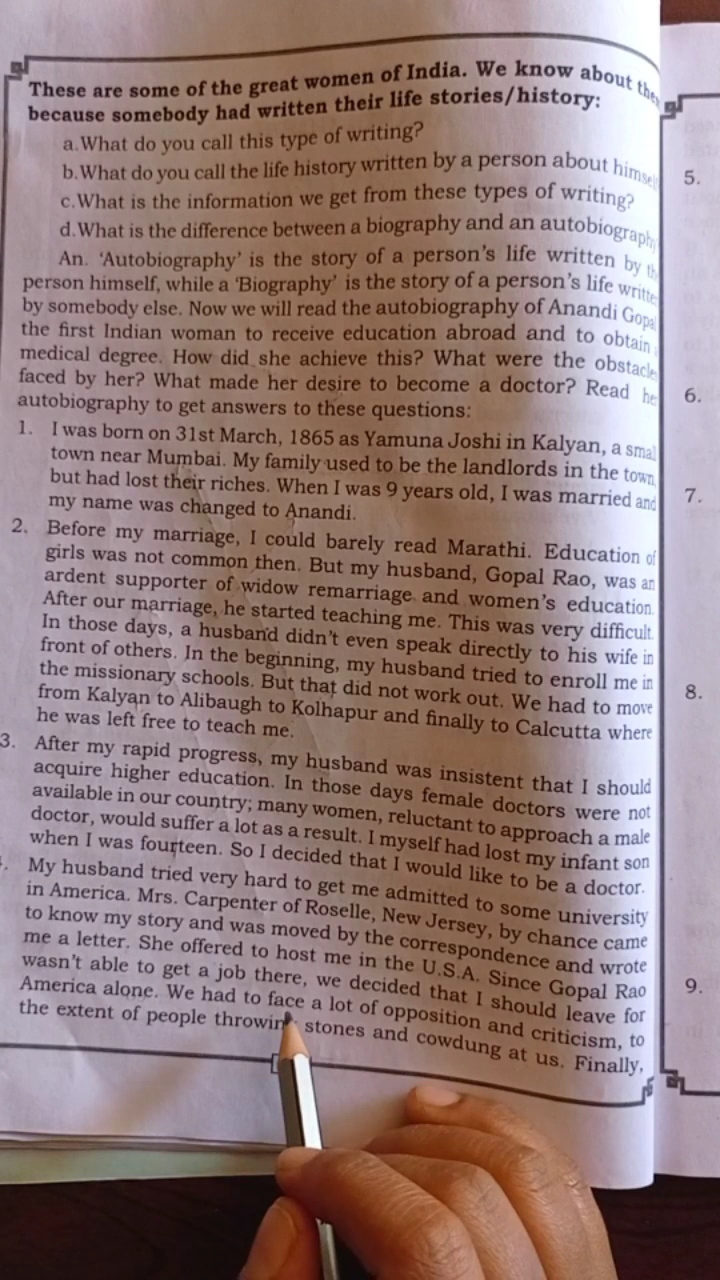 These are some of the great women of India. We know about
because somebody had written their life stories/history:
a.What do you call this type of writing?
b.What do you call the life history written by a person about
c.What is the information we get from these types of writing?
d.What is the difference between a biography and an
An. 'Autobiography' is the story of a person's life written by
person himself, while a 'Biography' is the story of a person's life
by somebody else. Now we will read the autobiography of Anandi
the first Indian woman to receive education abroad and to obtain
medical degree. How did she achieve this? What were the
faced by her? What made her desire to become a doctor? Read
autobiography to get answers to these questions:
1. I was born on 31st March, 1865 as Yamuna Joshi in Kalyan, a
town near Mumbai. My family used to be the landlords in the town,
but had lost their riches. When I was 9 years old, I was married and
my name was changed to Anandi.
2. Before my marriage, I could barely read Marathi. Education of
girls was not common then. But my husband, Gopal Rao, was an
ardent supporter of widow remarriage and women's education.
After our marriage, he started teaching me. This was very difficult.
In those days, a husband didn't even speak directly to his wife in
front of others. In the beginning, my husband tried to enroll me in
the missionary schools. But that did not work out. We had to move
from Kalyan to Alibaugh to Kolhapur and finally to Calcutta where
he was left free to teach me.
3. After my rapid progress, my husband was insistent that I should
acquire higher education. In those days female doctors were not
available in our country; many women, reluctant to approach a male
doctor, would suffer a lot as a result. I myself had lost my infant son
when I was fourteen. So I decided that I would like to be a doctor.
My husband tried very hard to get me admitted to some university
in America. Mrs. Carpenter of Roselle, New Jersey, by chance came
to know my story and was moved by the correspondence and wrote
me a letter. She offered to host me in the U.S.A. Since Gopal Rao
wasn't able to get a job there, we decided that I should leave for
America alone. We had to face a lot of opposition and criticism, to
the extent of people stones and cowdung at us. Finally,
5.
6.
7.
8.
9.